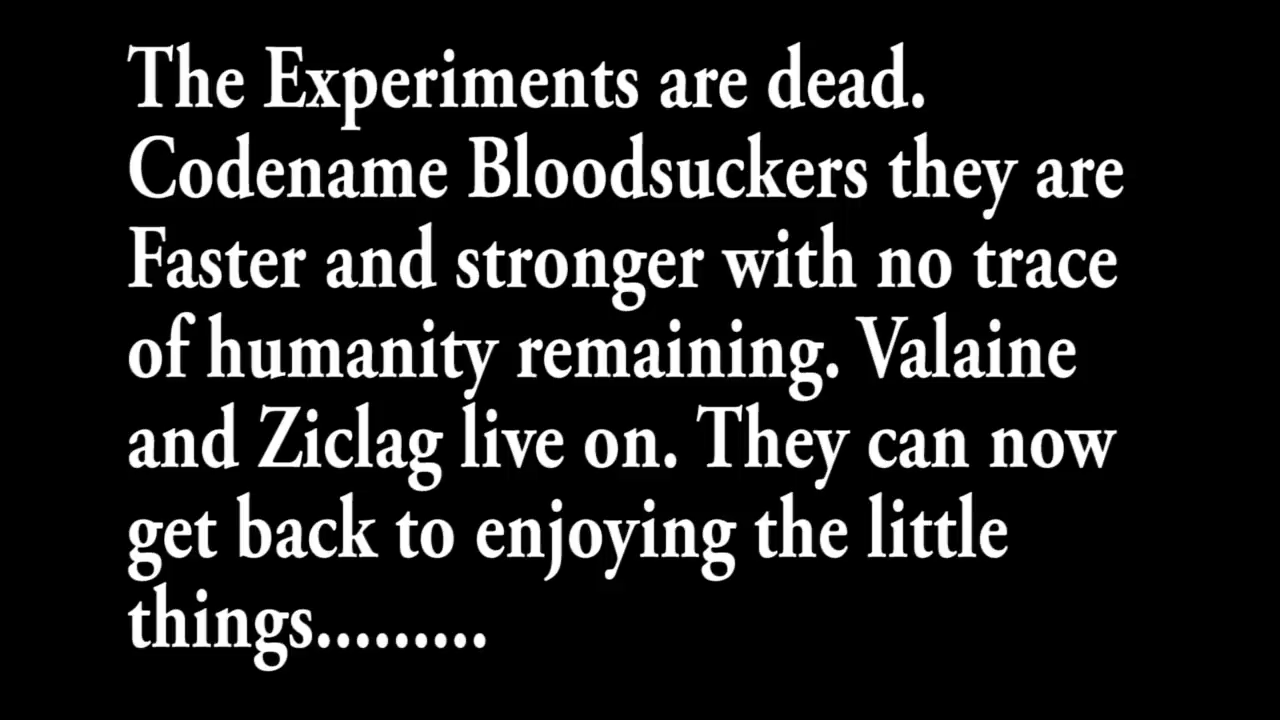 The Experiments are dead.
Codename Bloodsuckers they are
Faster and stronger with no trace
of humanity remaining. Valaine
and Ziclag live on. They can now
get back to enjoying the little
things.........